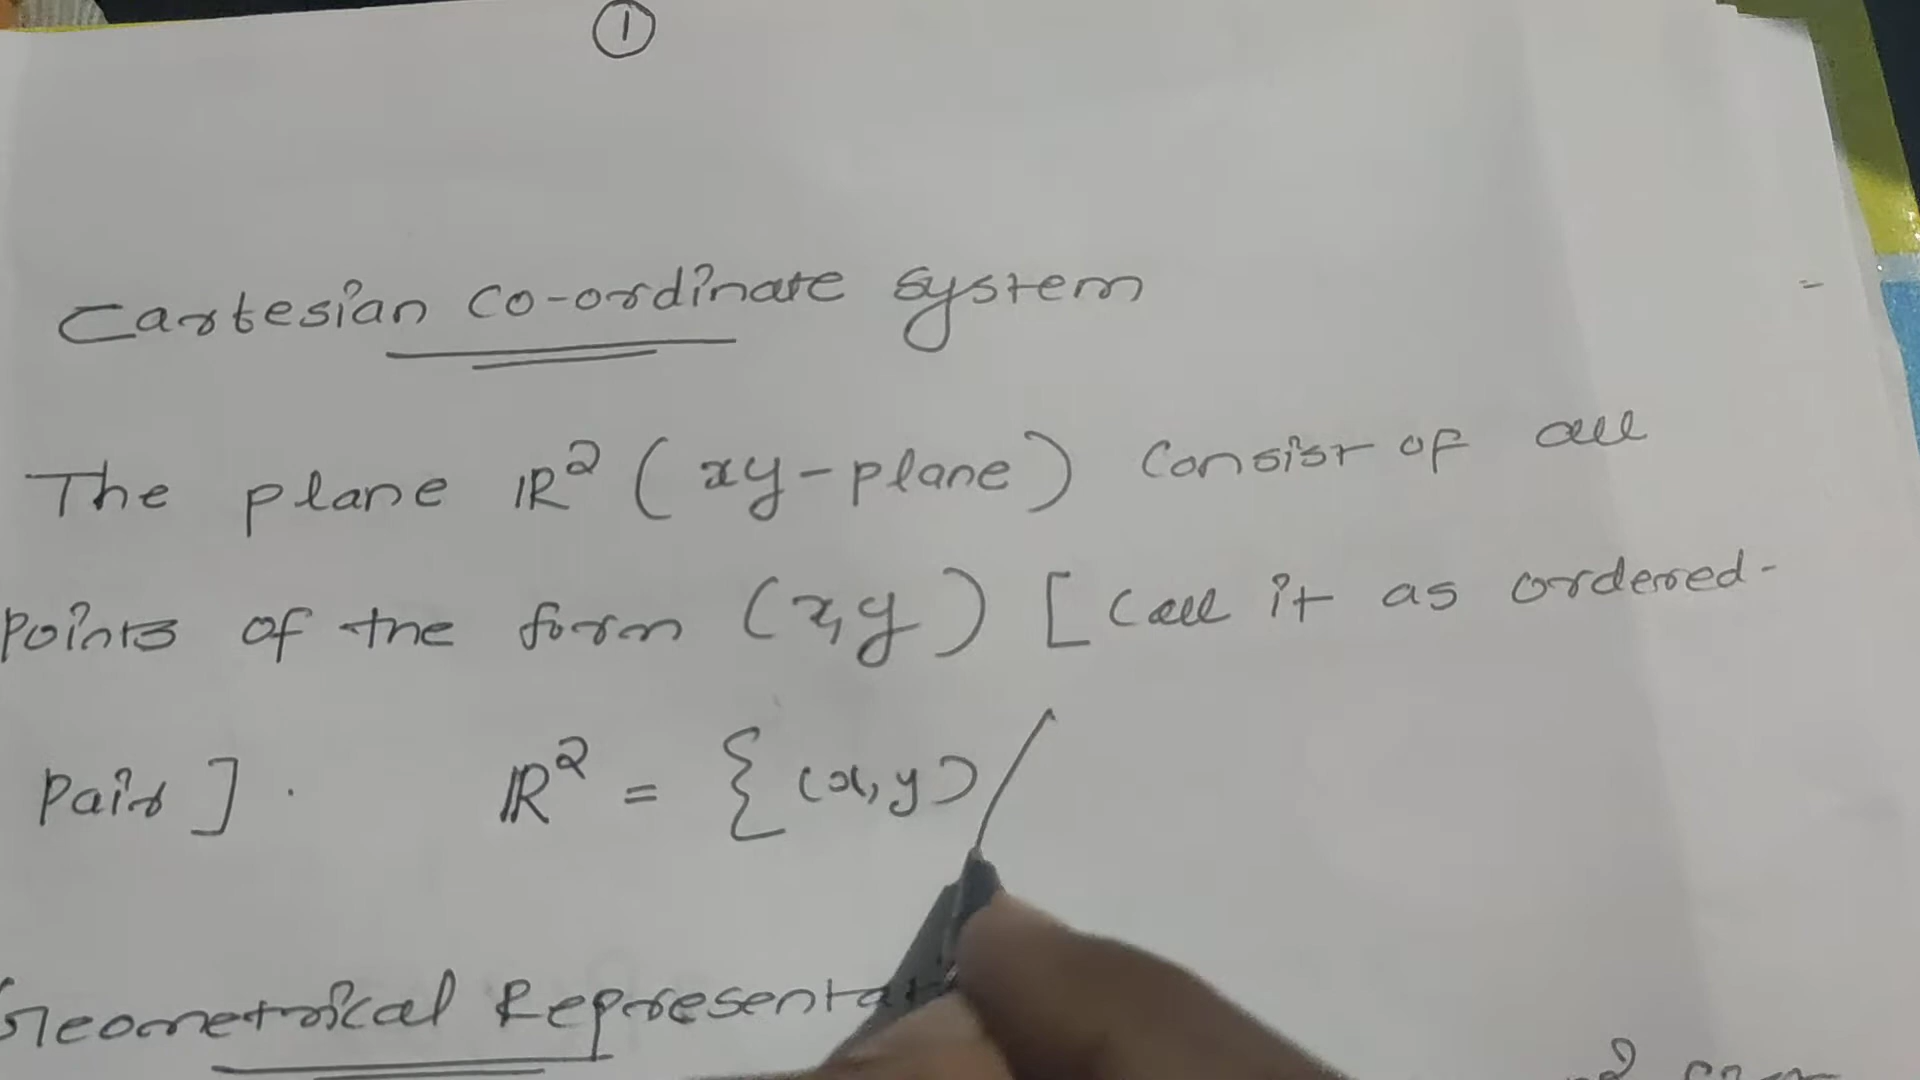 1
Cartesian co-ordinate system
The plane ℝ² (xy-plane) consist of all
points of the form (x,y) [Call it as ordered-
pair].   ℝ² = {(x,y)/
Geometrical